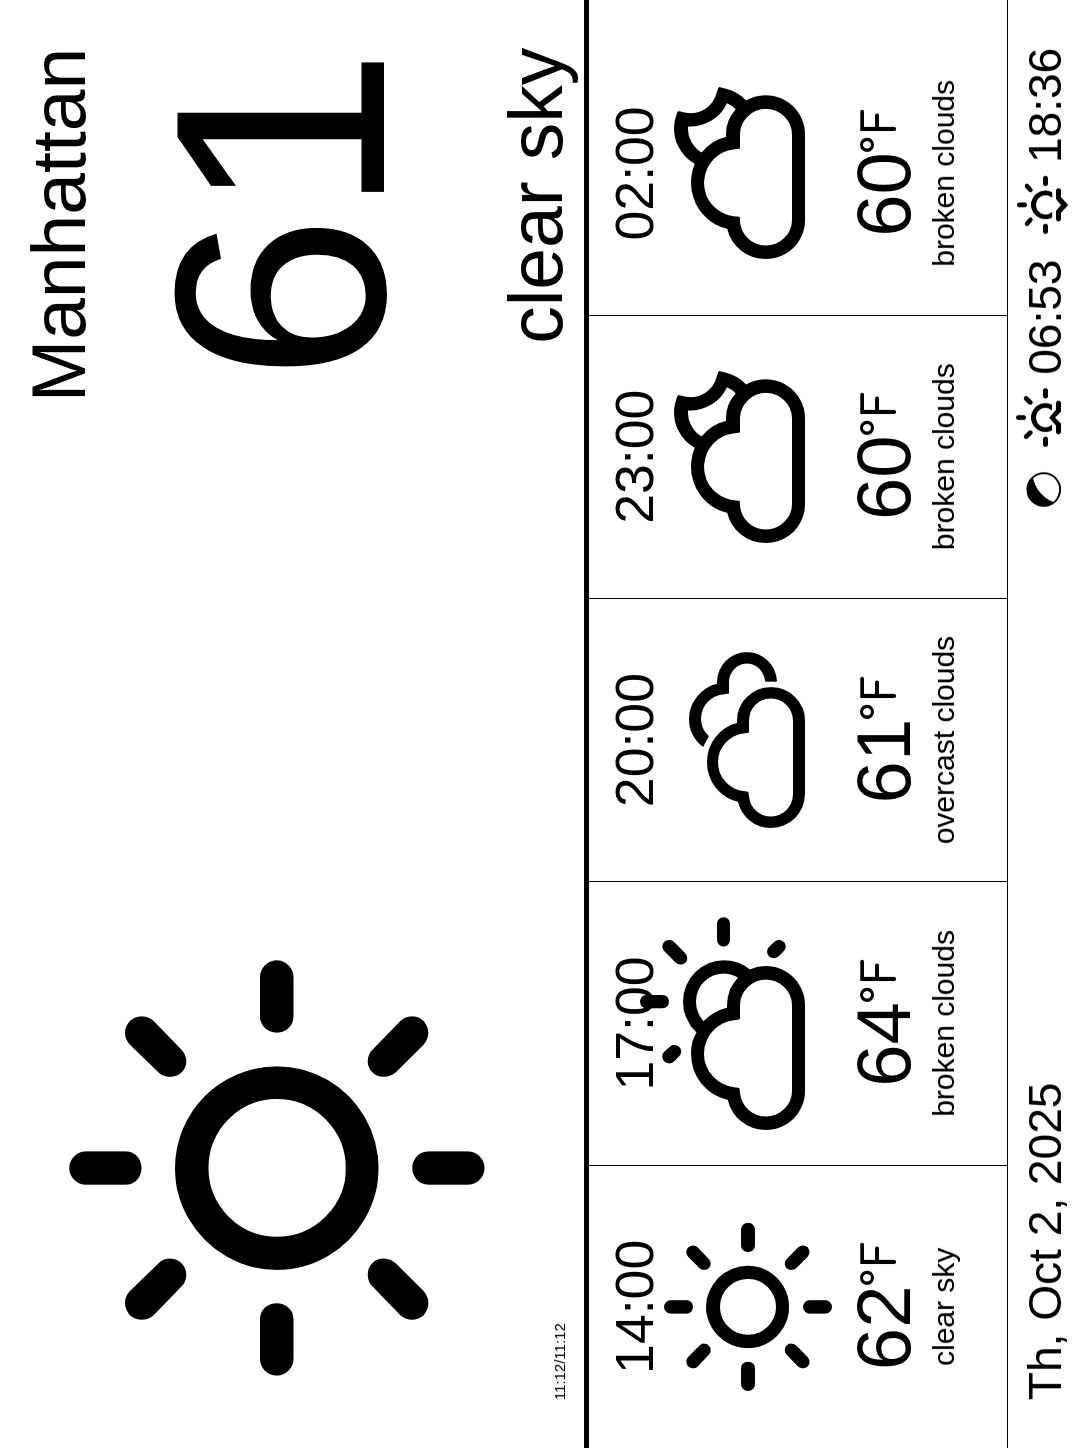 Manhattan
61
clear sky
11:12/11:12
14:00 17:00 20:00 23:00 02:00
62°F 64°F 61°F 60°F 60°F
clear sky broken clouds overcast clouds broken clouds broken clouds
Th, Oct 2, 2025 06:53 18:36